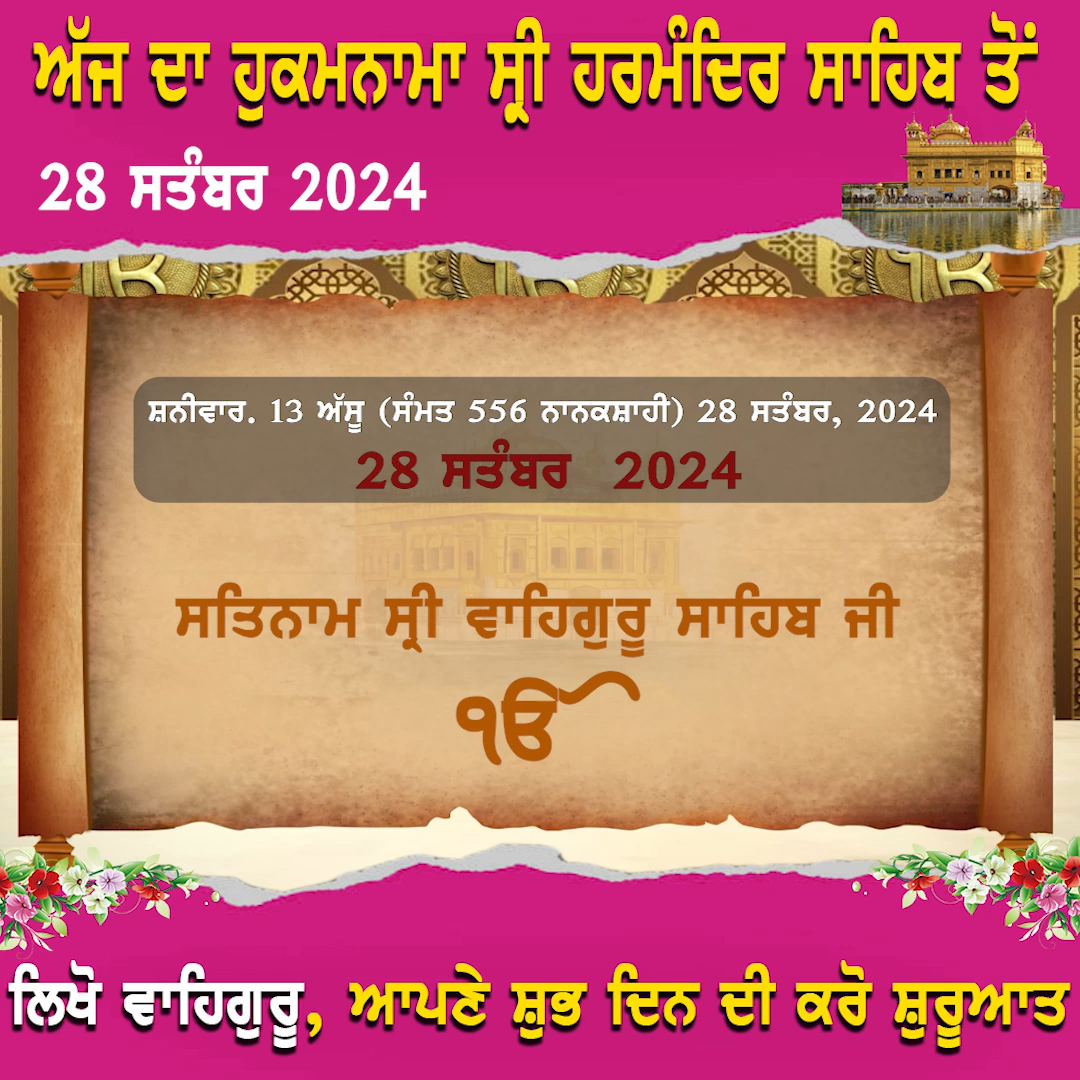 ਅੱਜ ਦਾ ਹੁਕਮਨਾਮਾ ਸ੍ਰੀ ਹਰਮੰਦਿਰ ਸਾਹਿਬ ਤੋਂ
28 ਸਤੰਬਰ 2024
ਸ਼ਨੀਵਾਰ. 13 ਅੱਸੂ (ਸੰਮਤ 556 ਨਾਨਕਸ਼ਾਹੀ) 28 ਸਤੰਬਰ, 2024
28 ਸਤੰਬਰ 2024
ਸਤਿਨਾਮ ਸ੍ਰੀ ਵਾਹਿਗੁਰੂ ਸਾਹਿਬ ਜੀ
ੴ
ਲਿਖੋ ਵਾਹਿਗੁਰੂ, ਆਪਣੇ ਸ਼ੁਭ ਦਿਨ ਦੀ ਕਰੋ ਸ਼ੁਰੂਆਤ